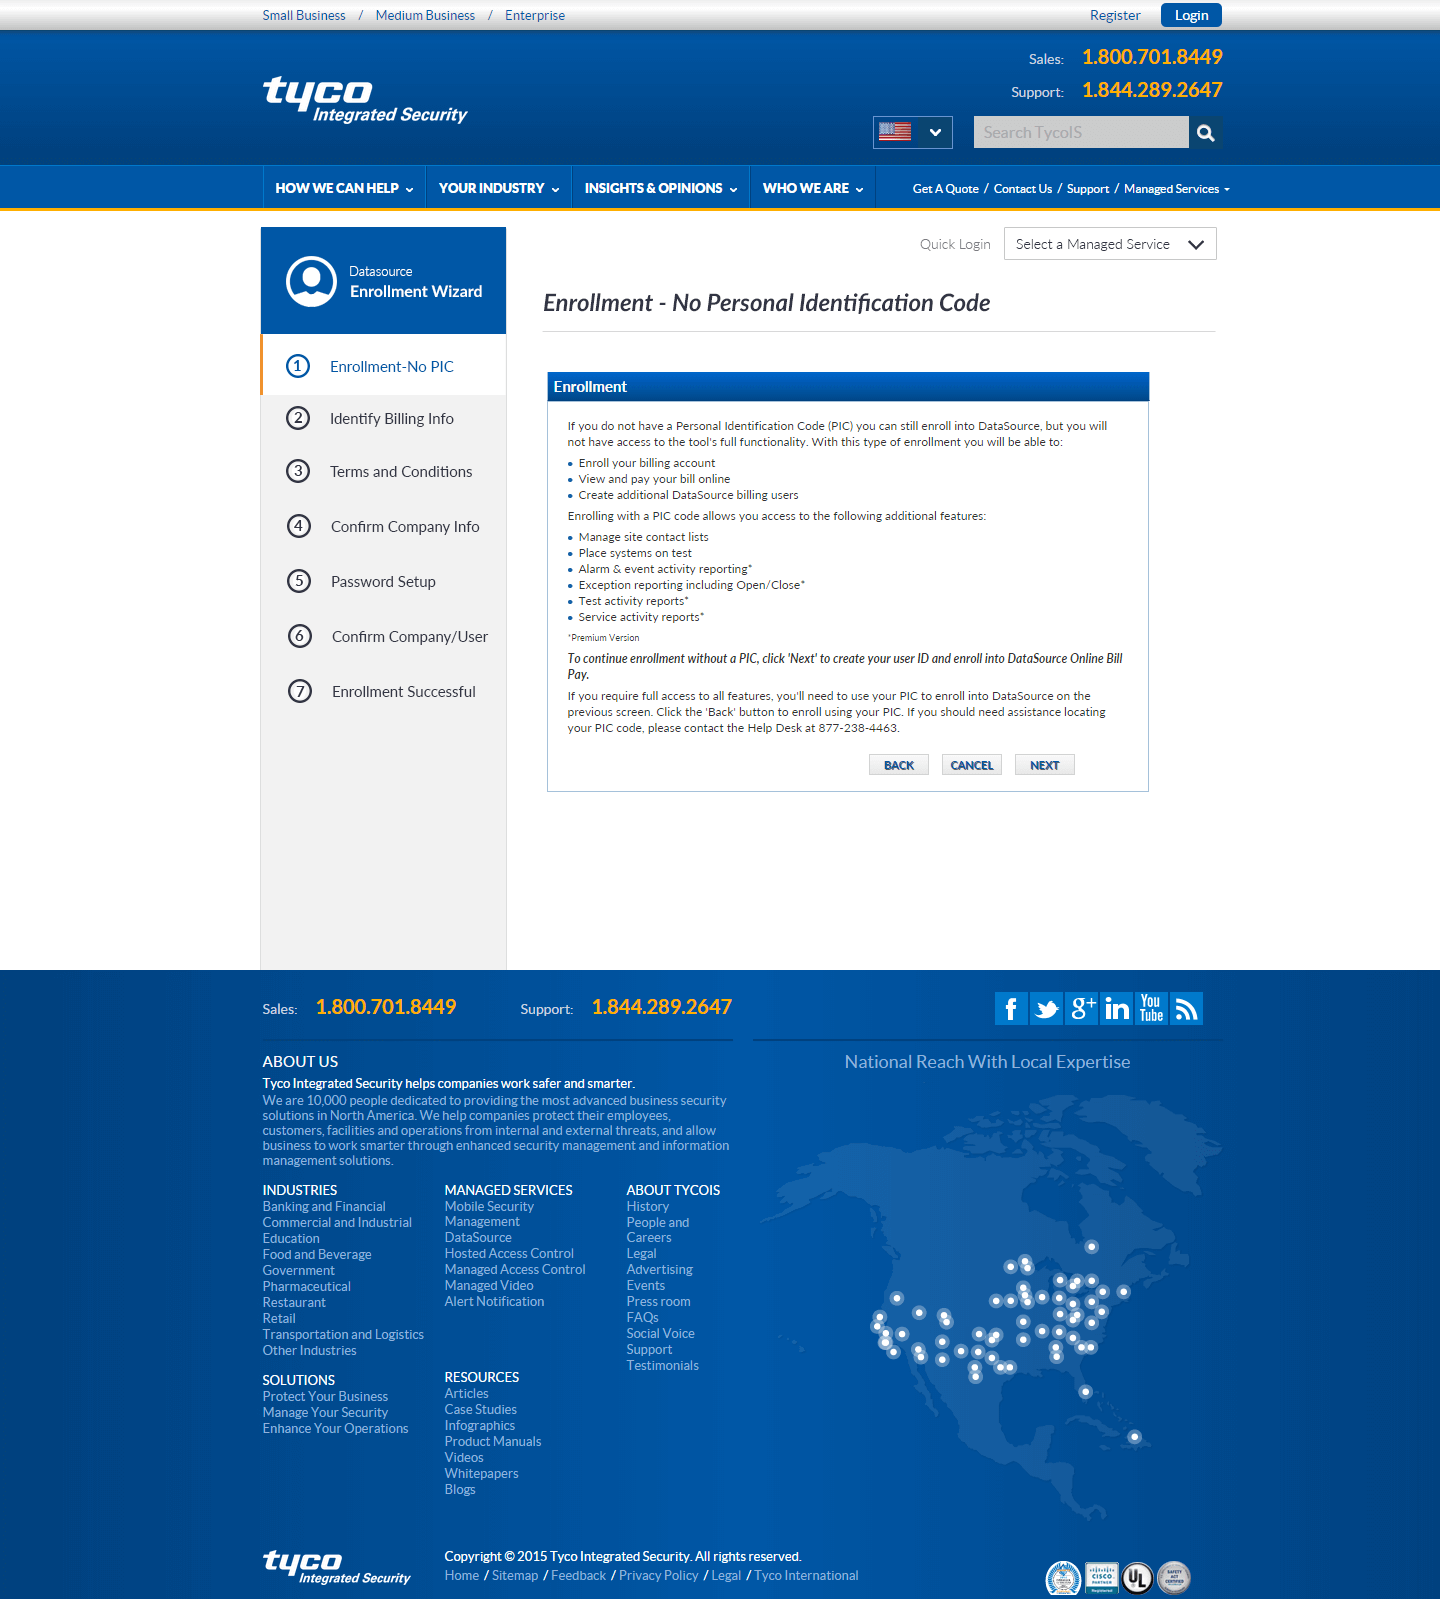 Small Business / Medium Business / Enterprise
Register Login
Sales: 1.800.701.8449
Support: 1.844.289.2647
tyco
Integrated Security
Search TycoIS
HOW WE CAN HELP YOUR INDUSTRY INSIGHTS & OPINIONS WHO WE ARE Get A Quote / Contact Us / Support / Managed Services
Quick Login Select a Managed Service
Datasource
Enrollment Wizard
1 Enrollment-No PIC
2 Identify Billing Info
3 Terms and Conditions
4 Confirm Company Info
5 Password Setup
6 Confirm Company/User
7 Enrollment Successful
Enrollment - No Personal Identification Code
Enrollment
If you do not have a Personal Identification Code (PIC) you can still enroll into DataSource, but you will
not have access to the tool's full functionality. With this type of enrollment you will be able to:
• Enroll your billing account
• View and pay your bill online
• Create additional DataSource billing users
Enrolling with a PIC code allows you access to the following additional features:
• Manage site contact lists
• Place systems on test
• Alarm & event activity reporting*
• Exception reporting including Open/Close*
• Test activity reports*
• Service activity reports*
*Premium Version
To continue enrollment without a PIC, click 'Next' to create your user ID and enroll into DataSource Online Bill
Pay.
If you require full access to all features, you'll need to use your PIC to enroll into DataSource on the
previous screen. Click the 'Back' button to enroll using your PIC. If you should need assistance locating
your PIC code, please contact the Help Desk at 877-238-4463.
BACK CANCEL NEXT
Sales: 1.800.701.8449 Support: 1.844.289.2647
f g+ in You Tube
ABOUT US
Tyco Integrated Security helps companies work safer and smarter.
We are 10,000 people dedicated to providing the most advanced business security
solutions in North America. We help companies protect their employees,
customers, facilities and operations from internal and external threats, and allow
business to work smarter through enhanced security management and information
management solutions.
National Reach With Local Expertise
INDUSTRIES
Banking and Financial
Commercial and Industrial
Education
Food and Beverage
Government
Pharmaceutical
Restaurant
Retail
Transportation and Logistics
Other Industries
SOLUTIONS
Protect Your Business
Manage Your Security
Enhance Your Operations
MANAGED SERVICES
Mobile Security
Management
DataSource
Hosted Access Control
Managed Access Control
Managed Video
Alert Notification
RESOURCES
Articles
Case Studies
Infographics
Product Manuals
Videos
Whitepapers
Blogs
ABOUT TYCOIS
History
People and
Careers
Legal
Advertising
Events
Press room
FAQs
Social Voice
Support
Testimonials
tyco
Integrated Security
Copyright © 2015 Tyco Integrated Security. All rights reserved.
Home / Sitemap / Feedback / Privacy Policy / Legal / Tyco International
CISCO
PARTNER
UL